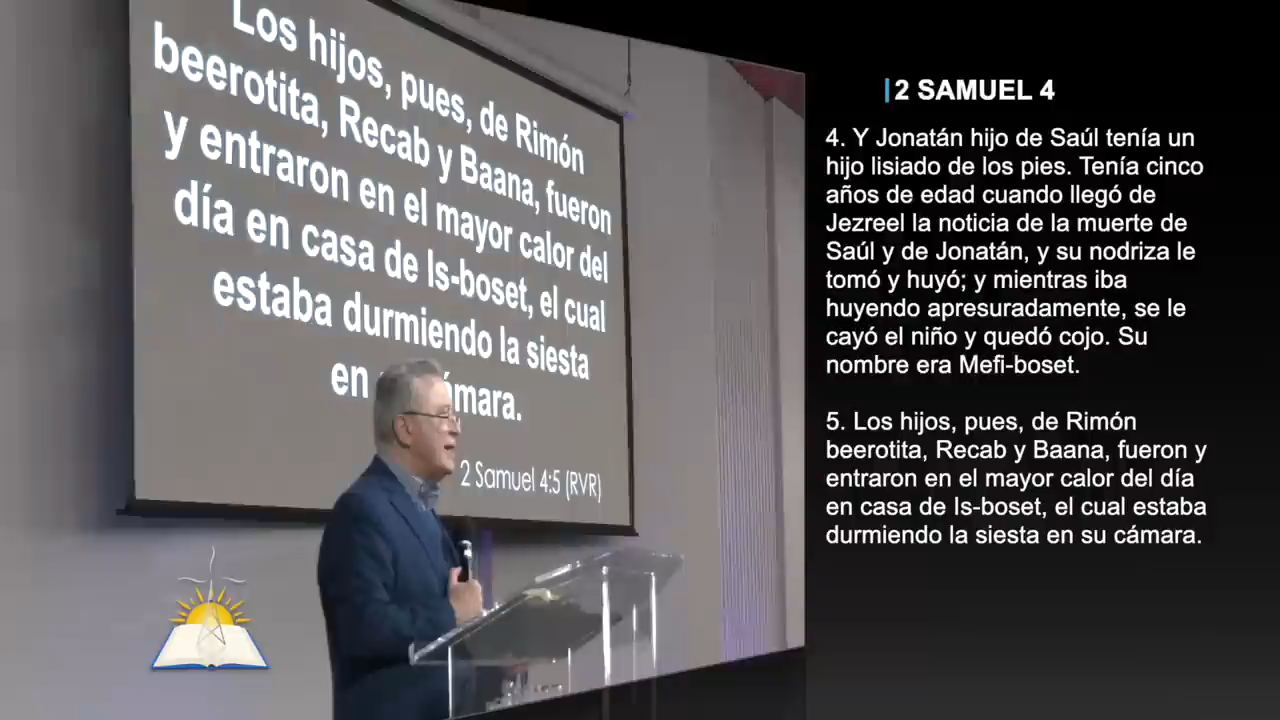 Los hijos, pues, de Rimón
beerotita, Recab y Baana, fueron
y entraron en el mayor calor del
día en casa de Is-boset, el cual
estaba durmiendo la siesta
en
2 Samuel 4:5 (RVR)
2 SAMUEL 4
4. Y Jonatán hijo de Saúl tenía un
hijo lisiado de los pies. Tenía cinco
años de edad cuando llegó de
Jezreel la noticia de la muerte de
Saúl y de Jonatán, y su nodriza le
tomó y huyó; y mientras iba
huyendo apresuradamente, se le
cayó el niño y quedó cojo. Su
nombre era Mefi-boset.
5. Los hijos, pues, de Rimón
beerotita, Recab y Baana, fueron y
entraron en el mayor calor del día
en casa de Is-boset, el cual estaba
durmiendo la siesta en su cámara.